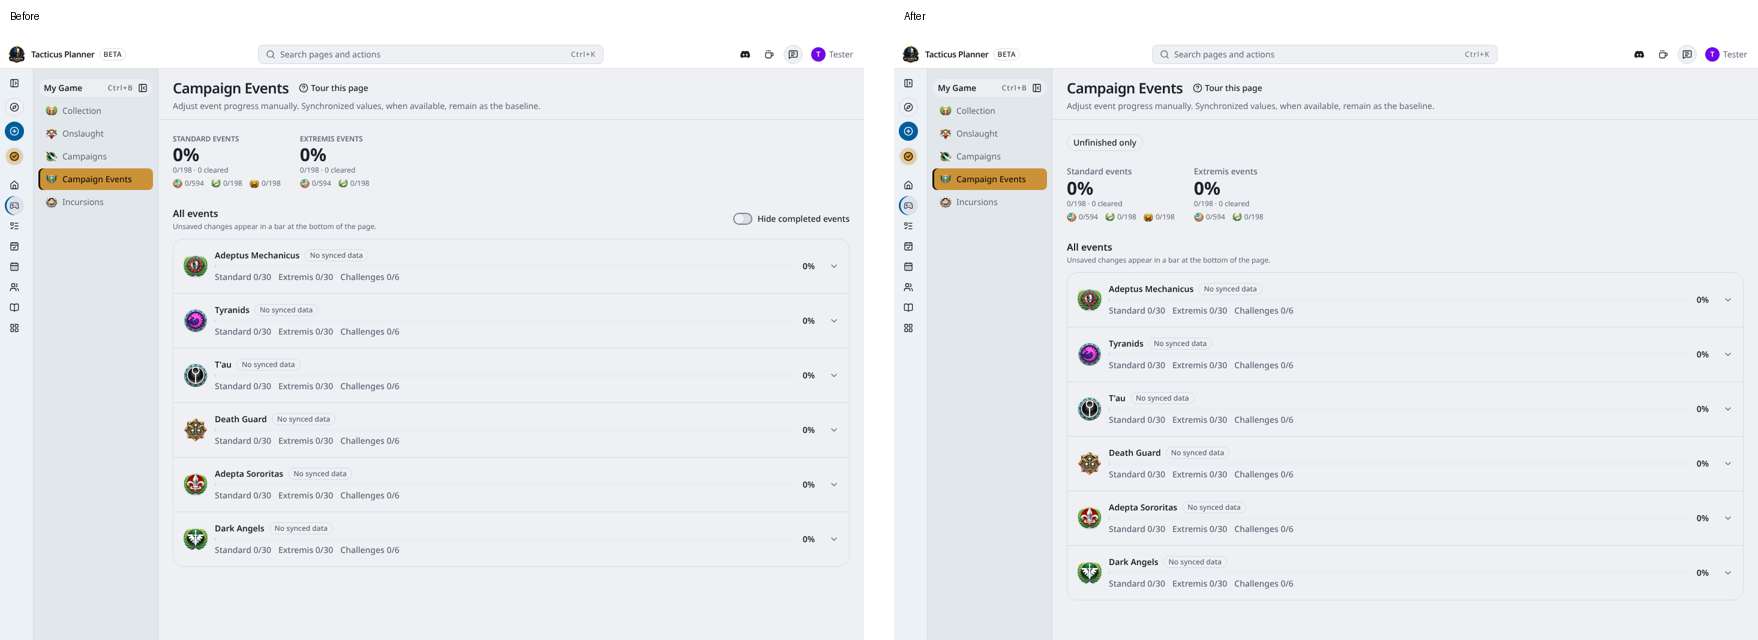 Before
Tacticus Planner BETA
Search pages and actions Ctrl+K
T Tester
My Game Ctrl+B
Collection
Onslaught
Campaigns
Campaign Events
Incursions
Campaign Events Tour this page
Adjust event progress manually. Synchronized values, when available, remain as the baseline.
STANDARD EVENTS EXTREMIS EVENTS
0% 0%
0/198 · 0 cleared 0/198 · 0 cleared
0/594 0/198 0/198 0/594 0/198
All events
Unsaved changes appear in a bar at the bottom of the page.
Hide completed events
Adeptus Mechanicus No synced data
0%
Standard 0/30 Extremis 0/30 Challenges 0/6
Tyranids No synced data
0%
Standard 0/30 Extremis 0/30 Challenges 0/6
T'au No synced data
0%
Standard 0/30 Extremis 0/30 Challenges 0/6
Death Guard No synced data
0%
Standard 0/30 Extremis 0/30 Challenges 0/6
Adepta Sororitas No synced data
0%
Standard 0/30 Extremis 0/30 Challenges 0/6
Dark Angels No synced data
0%
Standard 0/30 Extremis 0/30 Challenges 0/6
After
Tacticus Planner BETA
Search pages and actions Ctrl+K
T Tester
My Game Ctrl+B
Collection
Onslaught
Campaigns
Campaign Events
Incursions
Campaign Events Tour this page
Adjust event progress manually. Synchronized values, when available, remain as the baseline.
Unfinished only
Standard events Extremis events
0% 0%
0/198 · 0 cleared 0/198 · 0 cleared
0/594 0/198 0/198 0/594 0/198
All events
Unsaved changes appear in a bar at the bottom of the page.
Adeptus Mechanicus No synced data
0%
Standard 0/30 Extremis 0/30 Challenges 0/6
Tyranids No synced data
0%
Standard 0/30 Extremis 0/30 Challenges 0/6
T'au No synced data
0%
Standard 0/30 Extremis 0/30 Challenges 0/6
Death Guard No synced data
0%
Standard 0/30 Extremis 0/30 Challenges 0/6
Adepta Sororitas No synced data
0%
Standard 0/30 Extremis 0/30 Challenges 0/6
Dark Angels No synced data
0%
Standard 0/30 Extremis 0/30 Challenges 0/6